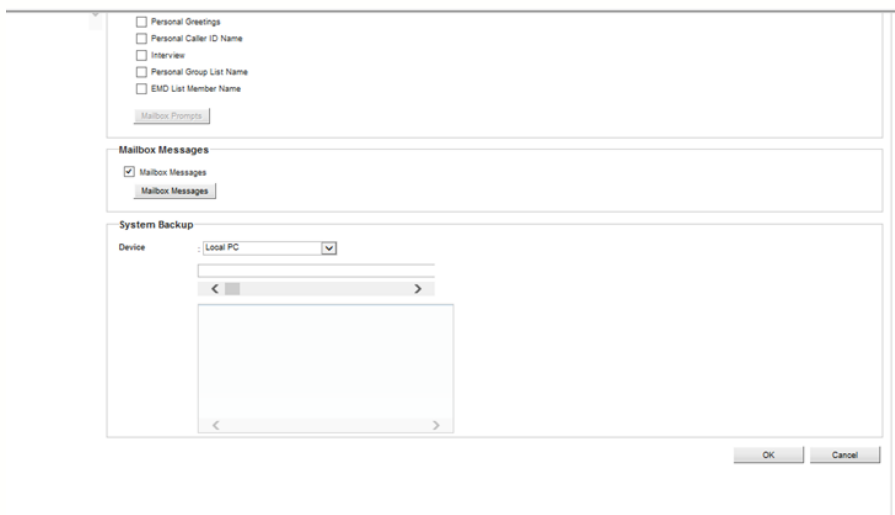 Personal Greetings
Personal Caller ID Name
Interview
Personal Group List Name
EMD List Member Name
Mailbox Prompts
Mailbox Messages
Mailbox Messages
Mailbox Messages
System Backup
Device : Local PC
OK Cancel